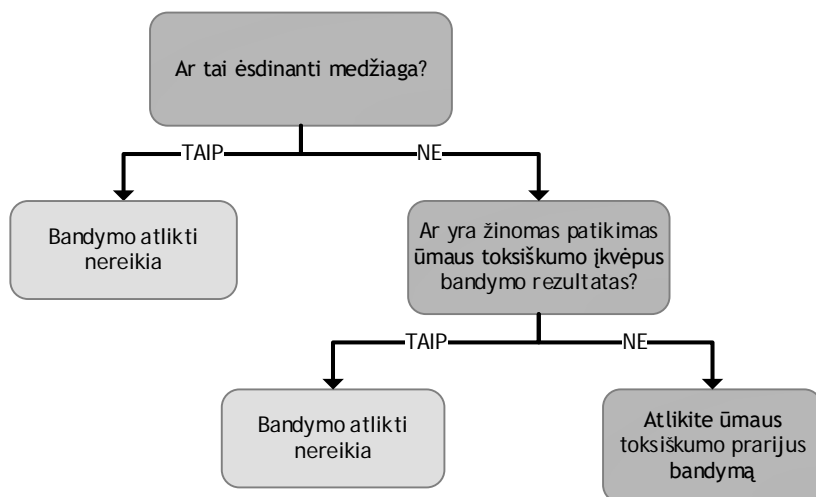 Ar tai ėsdinanti medžiaga?
TAIP
NE
Bandymo atlikti
nereikia
Ar yra žinomas patikimas
ūmaus toksiškumo įkvėpus
bandymo rezultatas?
TAIP
NE
Bandymo atlikti
nereikia
Atlikite ūmaus
toksiškumo prarijus
bandymą